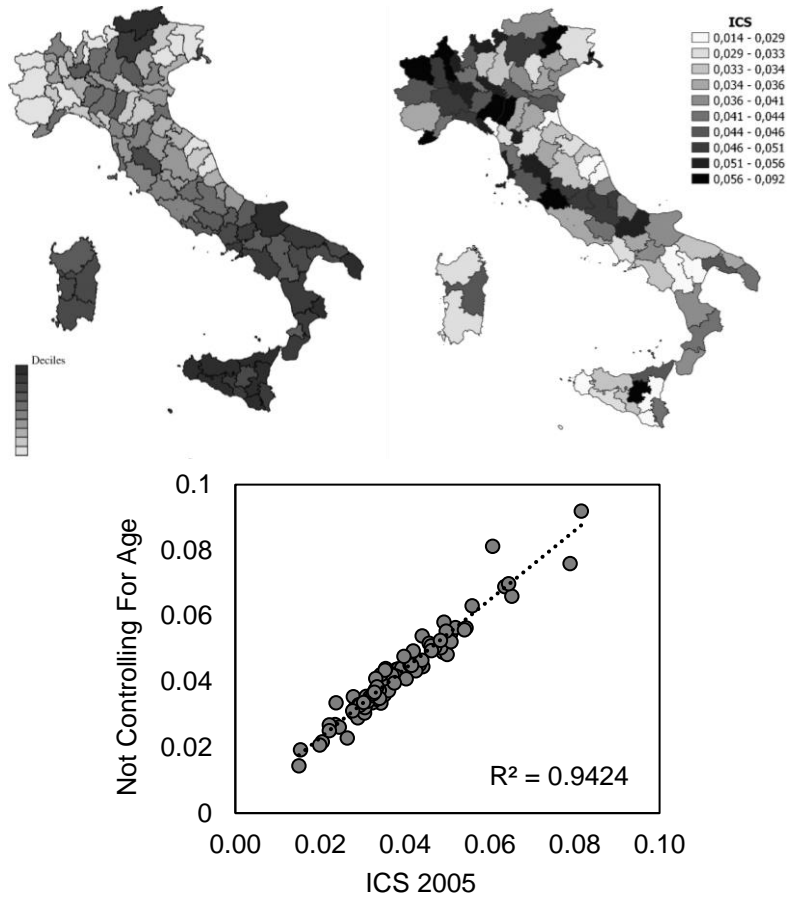 ICS
0,014 - 0,029
0,029 - 0,033
0,033 - 0,034
0,034 - 0,036
0,036 - 0,041
0,041 - 0,044
0,044 - 0,046
0,046 - 0,051
0,051 - 0,056
0,056 - 0,092
Deciles
0.1
0.08
0.06
0.04
0.02
0
Not Controlling For Age
R² = 0.9424
0.00 0.02 0.04 0.06 0.08 0.10
ICS 2005